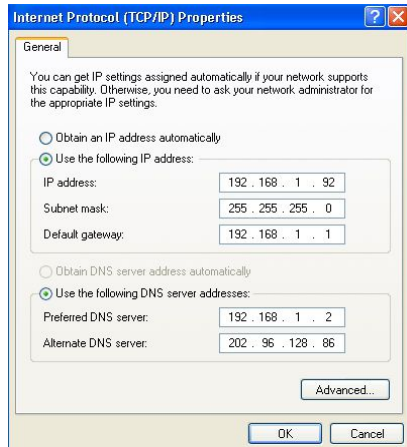 Internet Protocol (TCP/IP) Properties
General
You can get IP settings assigned automatically if your network supports
this capability. Otherwise, you need to ask your network administrator for
the appropriate IP settings.
Obtain an IP address automatically
Use the following IP address:
IP address: 192 . 168 . 1 . 92
Subnet mask: 255 . 255 . 255 . 0
Default gateway: 192 . 168 . 1 . 1
Obtain DNS server address automatically
Use the following DNS server addresses:
Preferred DNS server: 192 . 168 . 1 . 2
Alternate DNS server: 202 . 96 . 128 . 86
Advanced...
OK Cancel